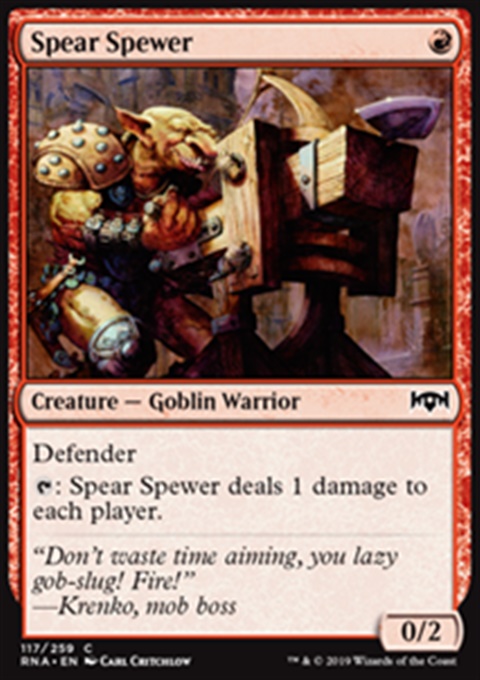 Spear Spewer
Creature — Goblin Warrior
Defender
: Spear Spewer deals 1 damage to
each player.
“Don’t waste time aiming, you lazy
gob-slug! Fire!”
—Krenko, mob boss
0/2
117/259 C
RNA • EN Carl Critchlow
™ & © 2019 Wizards of the Coast